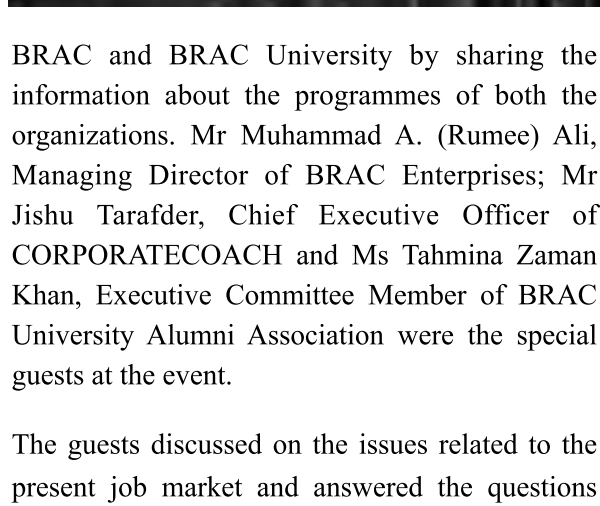 BRAC and BRAC University by sharing the
information about the programmes of both the
organizations. Mr Muhammad A. (Rumee) Ali,
Managing Director of BRAC Enterprises; Mr
Jishu Tarafder, Chief Executive Officer of
CORPORATECOACH and Ms Tahmina Zaman
Khan, Executive Committee Member of BRAC
University Alumni Association were the special
guests at the event.
The guests discussed on the issues related to the
present job market and answered the questions